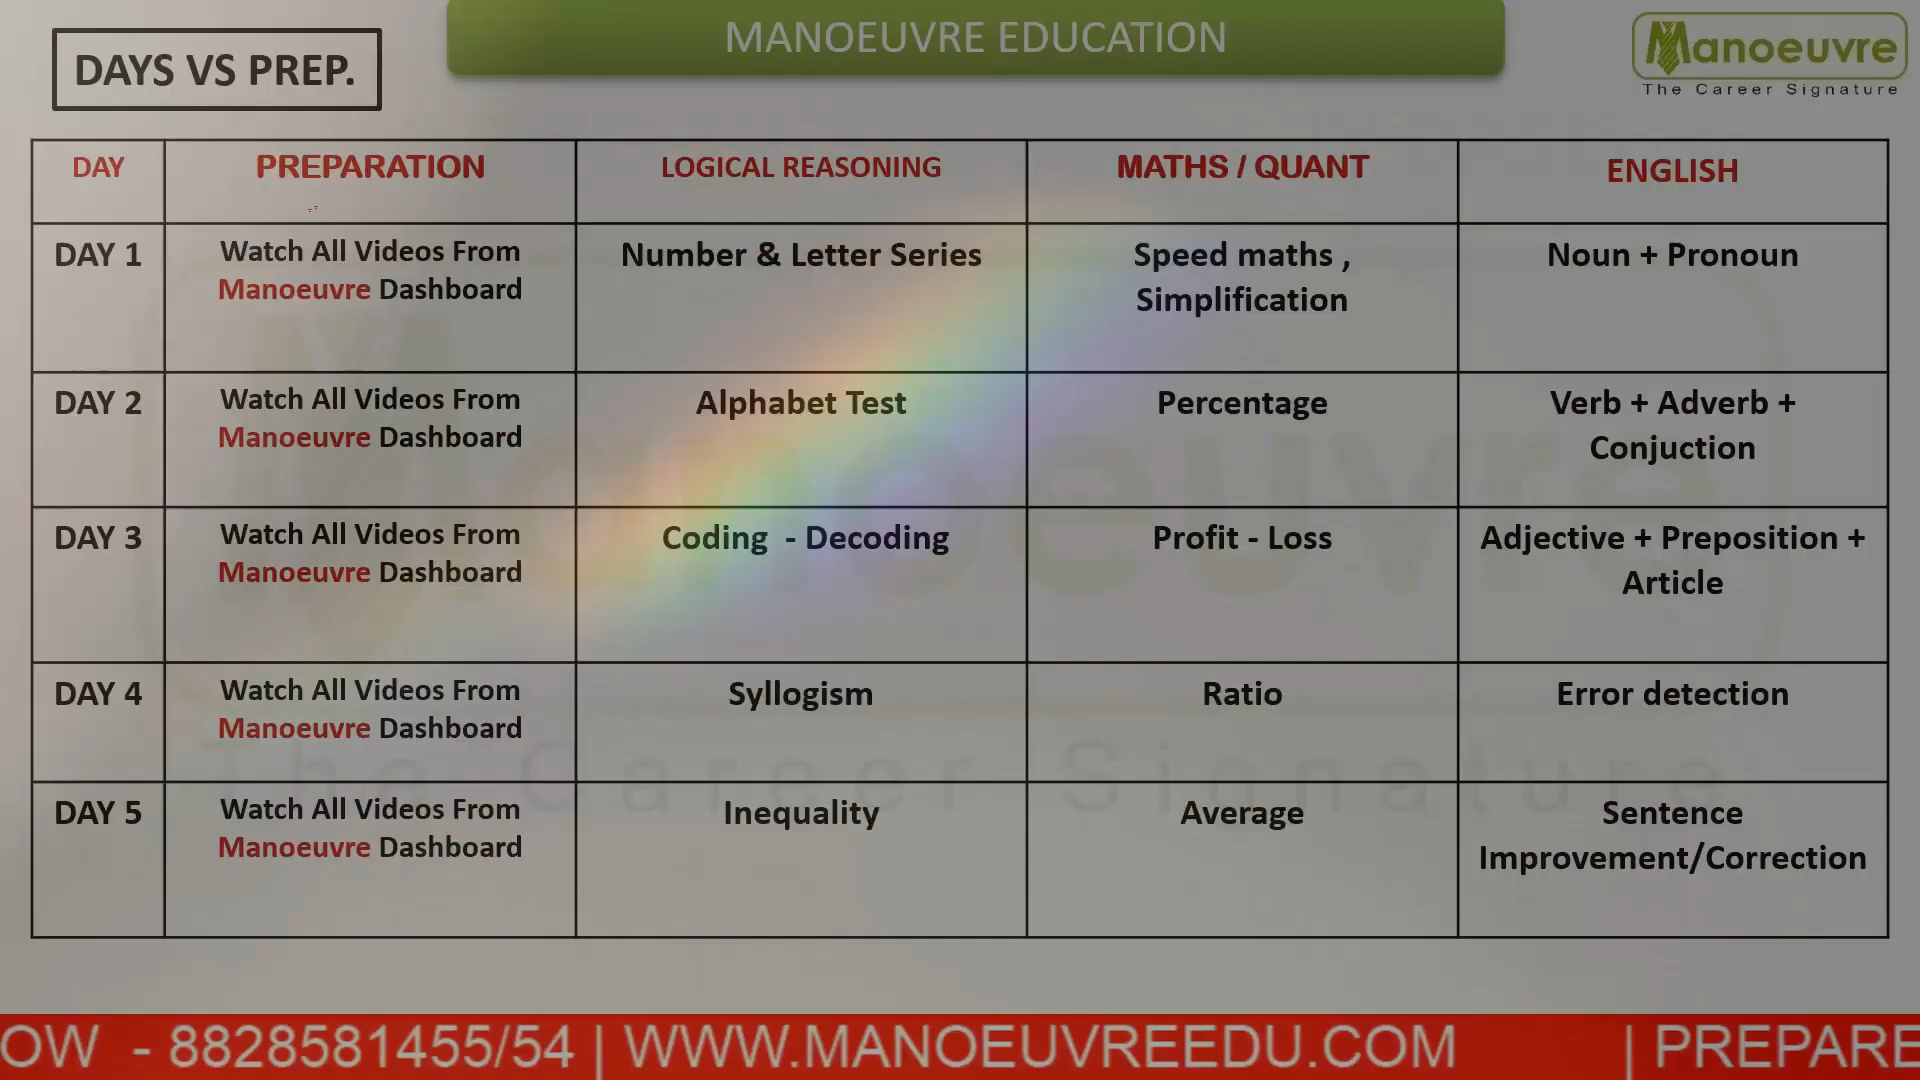 MANOEUVRE EDUCATION
DAYS VS PREP.
Manoeuvre
The Career Signature
DAY PREPARATION LOGICAL REASONING MATHS / QUANT ENGLISH
DAY 1 Watch All Videos From Number & Letter Series Speed maths , Noun + Pronoun
Manoeuvre Dashboard Simplification
DAY 2 Watch All Videos From Alphabet Test Percentage Verb + Adverb +
Manoeuvre Dashboard Conjuction
DAY 3 Watch All Videos From Coding - Decoding Profit - Loss Adjective + Preposition +
Manoeuvre Dashboard Article
DAY 4 Watch All Videos From Syllogism Ratio Error detection
Manoeuvre Dashboard
DAY 5 Watch All Videos From Inequality Average Sentence
Manoeuvre Dashboard Improvement/Correction
Manoeuvre
The Career Signature
OW - 8828581455/54 | WWW.MANOEUVREEDU.COM | PREPARE